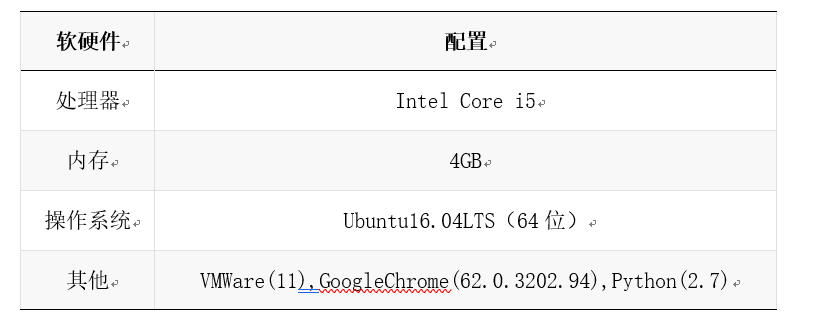 软硬件 配置
处理器 Intel Core i5
内存 4GB
操作系统 Ubuntu16.04LTS（64位）
其他 VMWare(11),GoogleChrome(62.0.3202.94),Python(2.7)